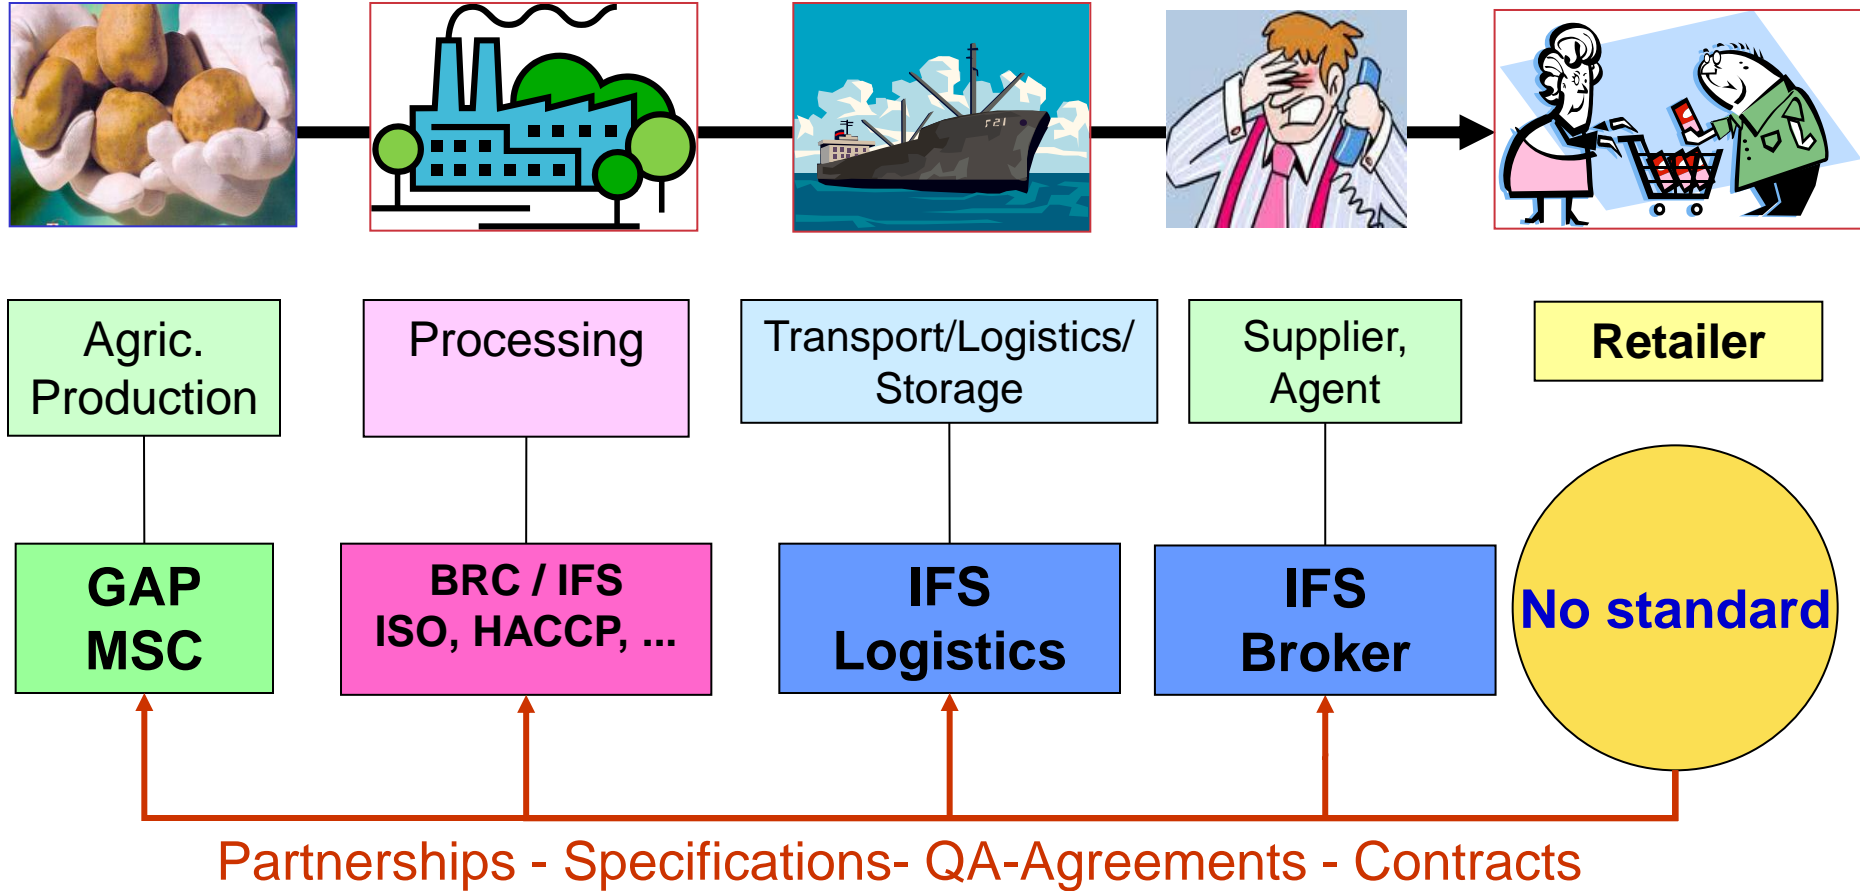 Agric.
Production
Processing
Transport/Logistics/
Storage
Supplier,
Agent
Retailer
GAP
MSC
BRC / IFS
ISO, HACCP, ...
IFS
Logistics
IFS
Broker
No standard
Partnerships - Specifications- QA-Agreements - Contracts